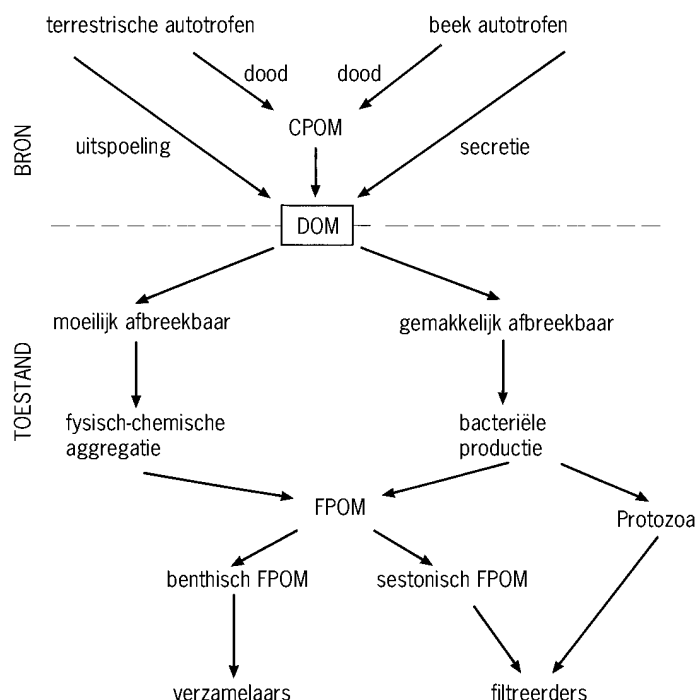 terrestrische autotrofen
beek autotrofen
dood
dood
CPOM
BRON
uitspoeling
secretie
DOM
moeilijk afbreekbaar
gemakkelijk afbreekbaar
TOESTAND
fysisch-chemische
aggregatie
bacteriële
productie
FPOM
Protozoa
benthisch FPOM
sestonisch FPOM
verzamelaars
filtreerders